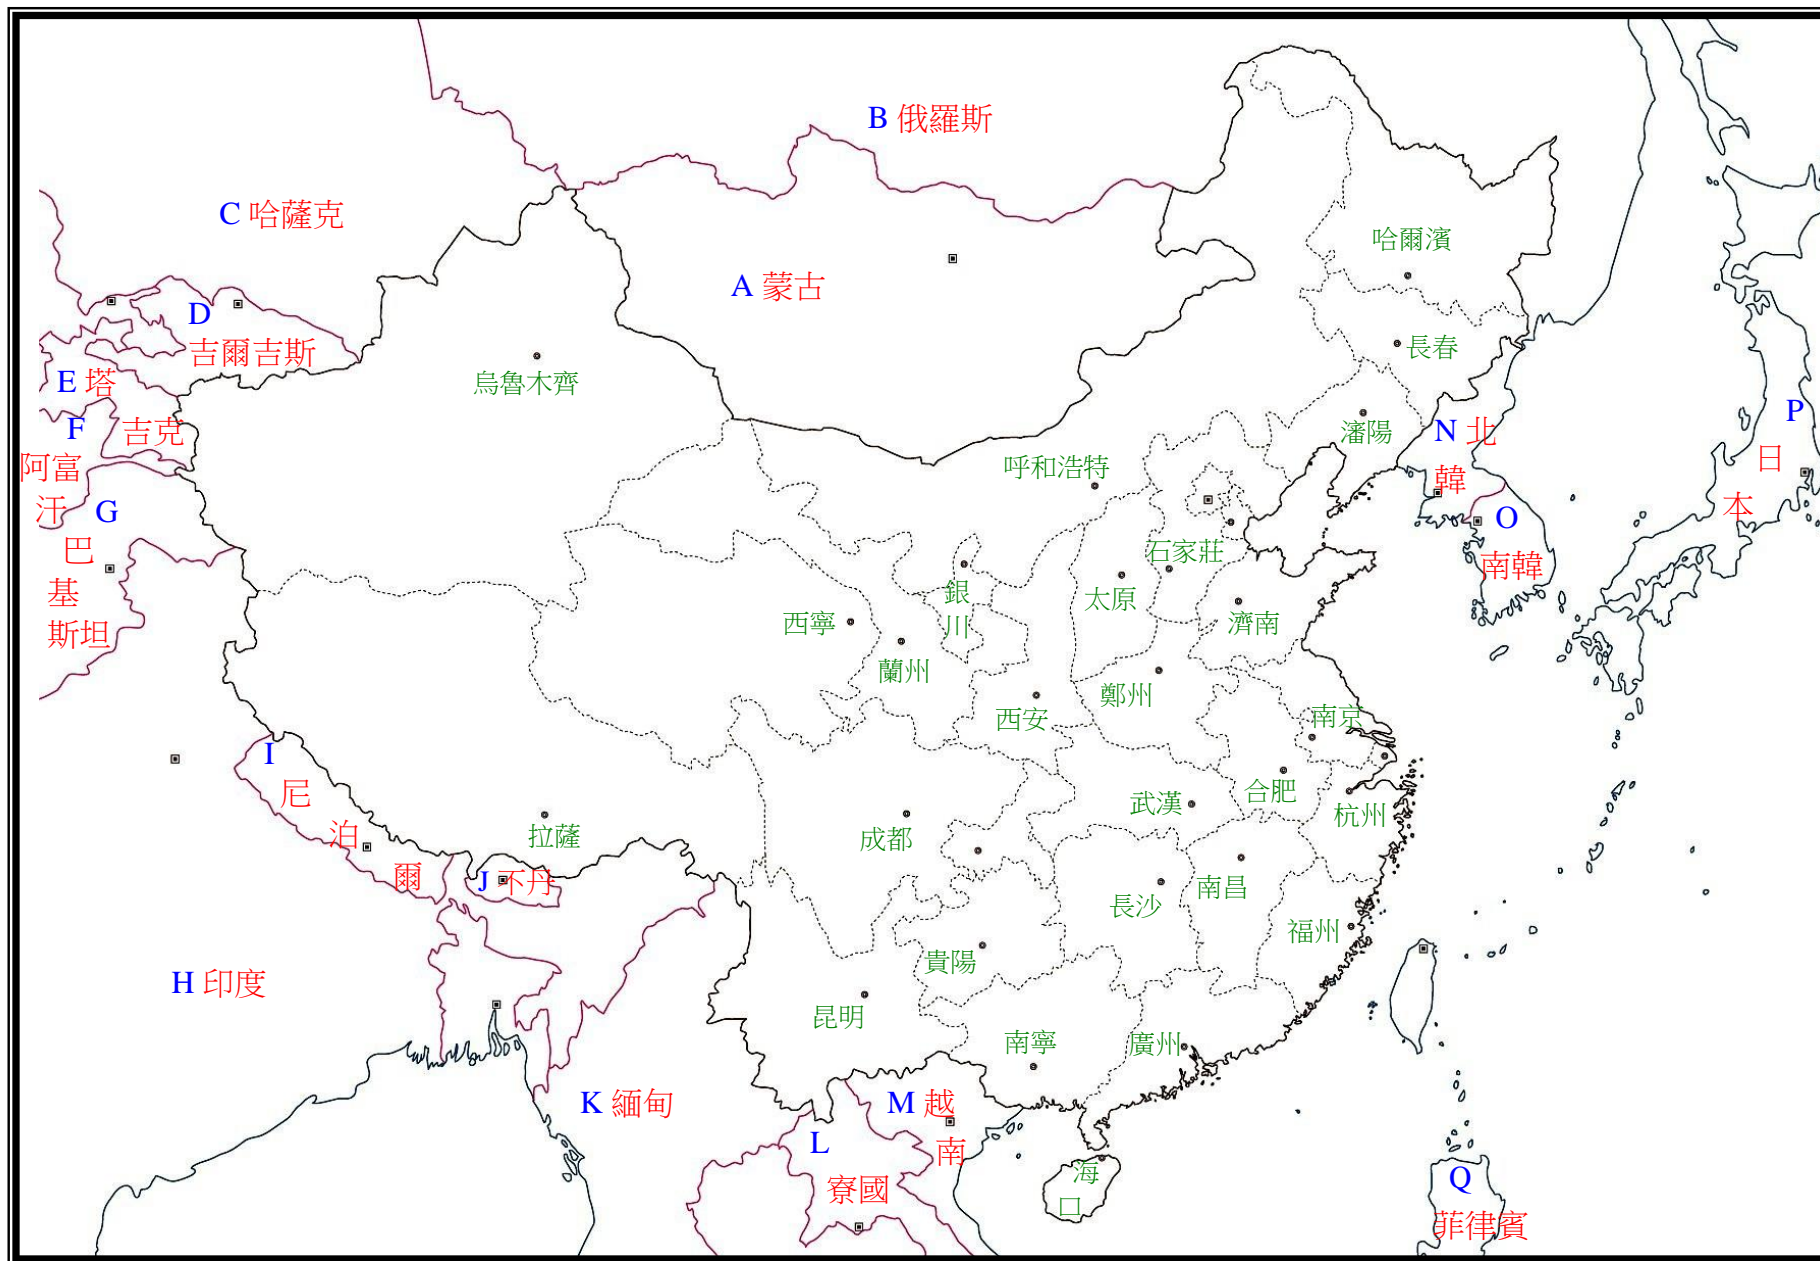 B 俄羅斯
C 哈薩克
A 蒙古
哈爾濱
D
吉爾吉斯
長春
烏魯木齊
E 塔
吉克
F
阿富
汗
瀋陽
N 北
韓
P
日
本
呼和浩特
G
巴
基
斯坦
O
南韓
石家莊
銀
川
太原
濟南
西寧
蘭州
鄭州
西安
南京
I
尼
泊
爾
合肥
杭州
武漢
拉薩
成都
J 不丹
長沙
南昌
福州
貴陽
H 印度
昆明
南寧
廣州
K 緬甸
M 越
南
L
寮國
海
口
Q
菲律賓